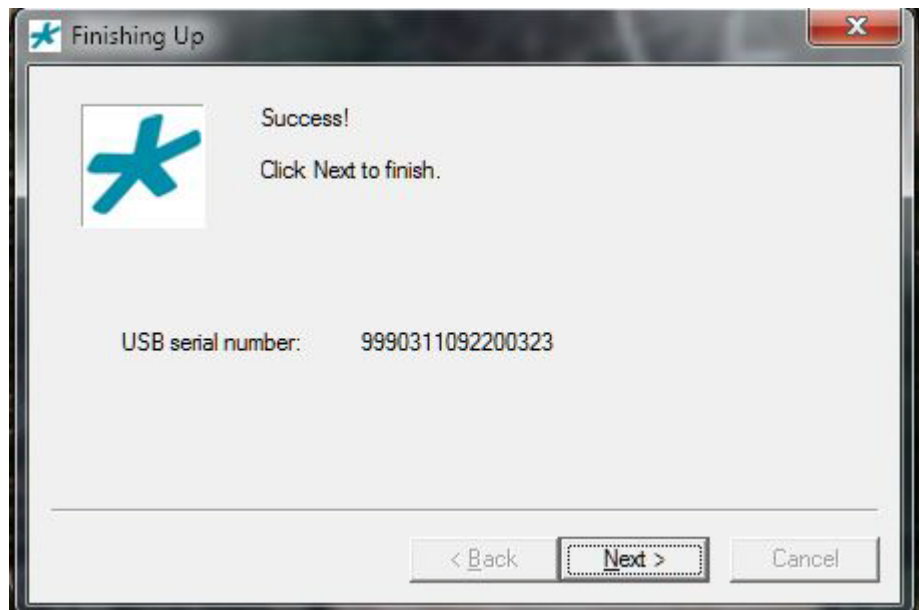 Finishing Up
Success!
Click Next to finish.
USB serial number: 9990311092200323
< Back Next > Cancel